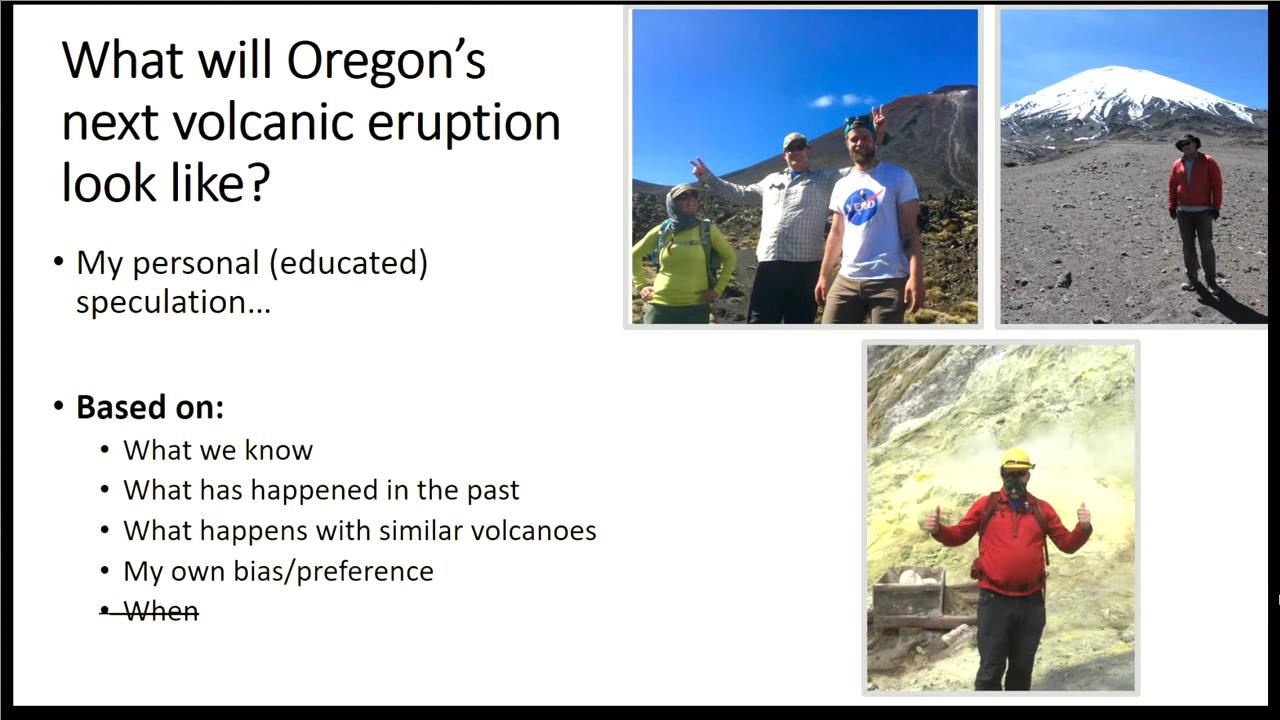 What will Oregon’s
next volcanic eruption
look like?
• My personal (educated)
speculation...
• Based on:
• What we know
• What has happened in the past
• What happens with similar volcanoes
• My own bias/preference
• When